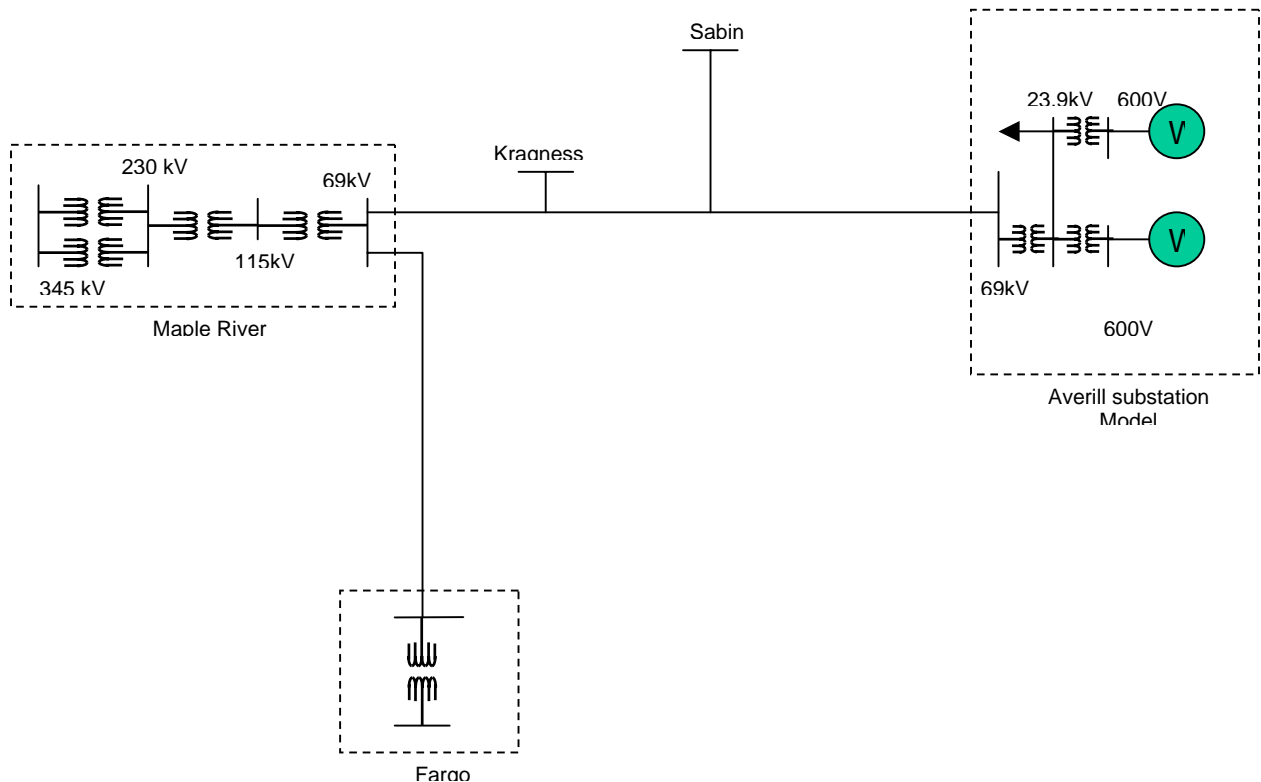 Sabin
23.9kV
600V
V
Kragness
230 kV
69kV
115kV
345 kV
Maple River
V
69kV
600V
Averill substation
Model
Fargo